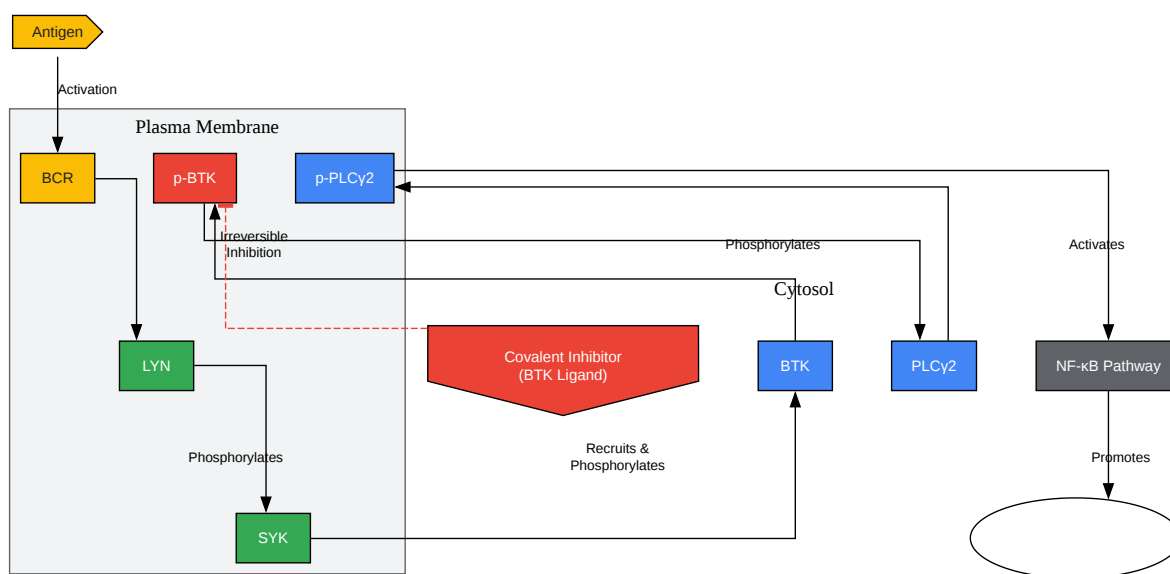 Antigen
Activation
Plasma Membrane
BCR
p-BTK
p-PLCγ2
Irreversible
Inhibition
Phosphorylates
Activates
Cytosol
LYN
Covalent Inhibitor
(BTK Ligand)
BTK
PLCγ2
NF-κB Pathway
Phosphorylates
Recruits &
Phosphorylates
Promotes
SYK